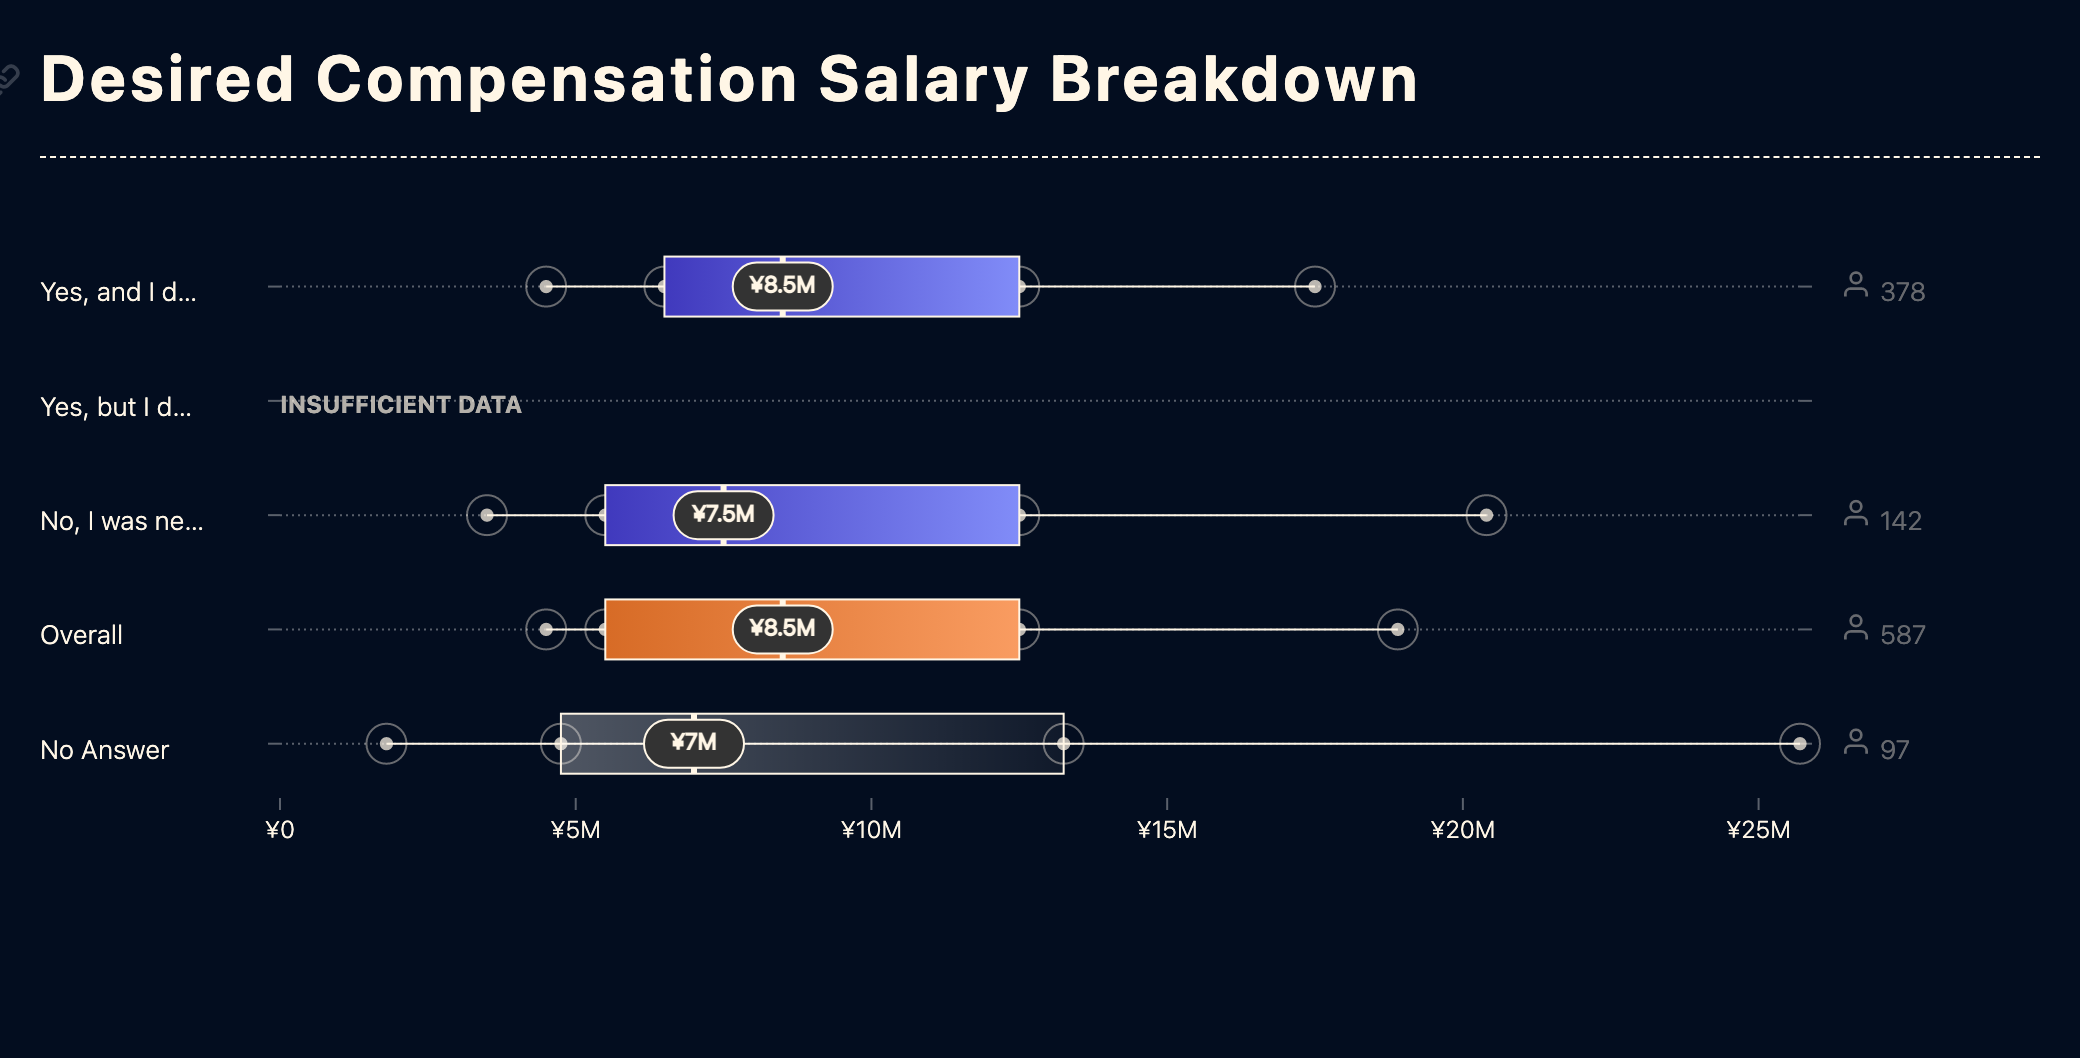 Desired Compensation Salary Breakdown
Yes, and I d... ¥8.5M 378
Yes, but I d... INSUFFICIENT DATA
No, I was ne... ¥7.5M 142
Overall ¥8.5M 587
No Answer ¥7M 97
¥0 ¥5M ¥10M ¥15M ¥20M ¥25M